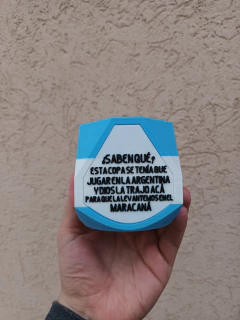 ¿SABEN QUÉ?
ESTA COPA SE TENÍA QUE
JUGAR EN LA ARGENTINA
Y DIOS LA TRAJO ACÁ
PARA QUE LA LEVANTEMOS EN EL
MARACANÁ